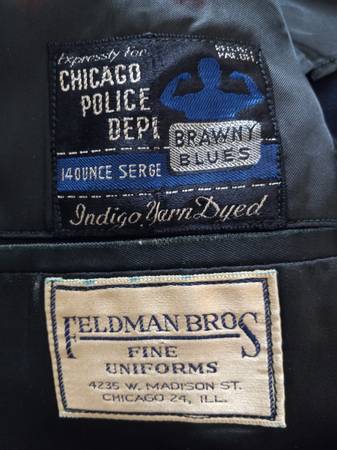 Expressly for
CHICAGO
POLICE
DEPT
BRAWNY
BLUES
14 OUNCE SERGE
Indigo Yarn Dyed
FELDMAN BROS
FINE
UNIFORMS
4235 W. MADISON ST.
CHICAGO 24, ILL.